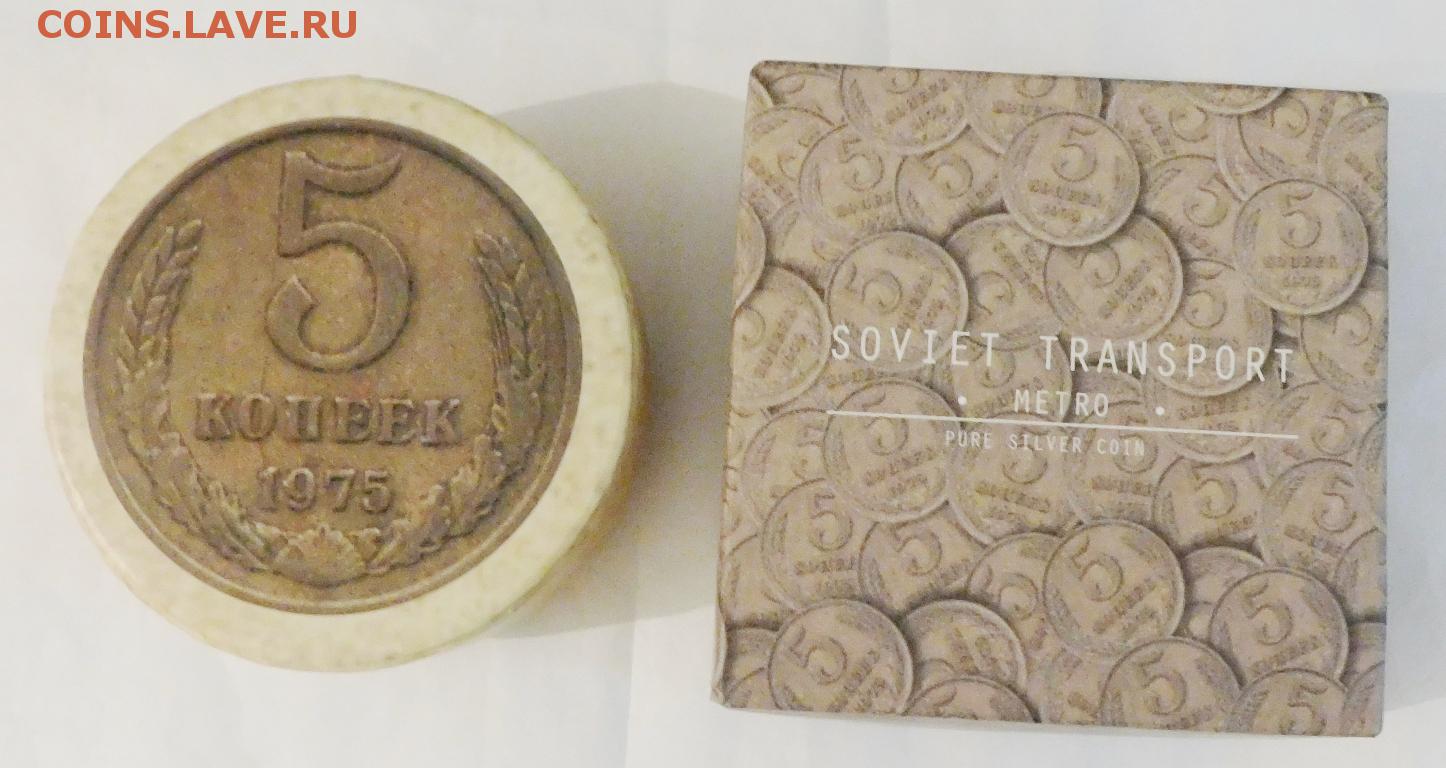 COINS.LAVE.RU
5
КОПЕЕК
1975
SOVIET TRANSPORT
• METRO •
PURE SILVER COIN